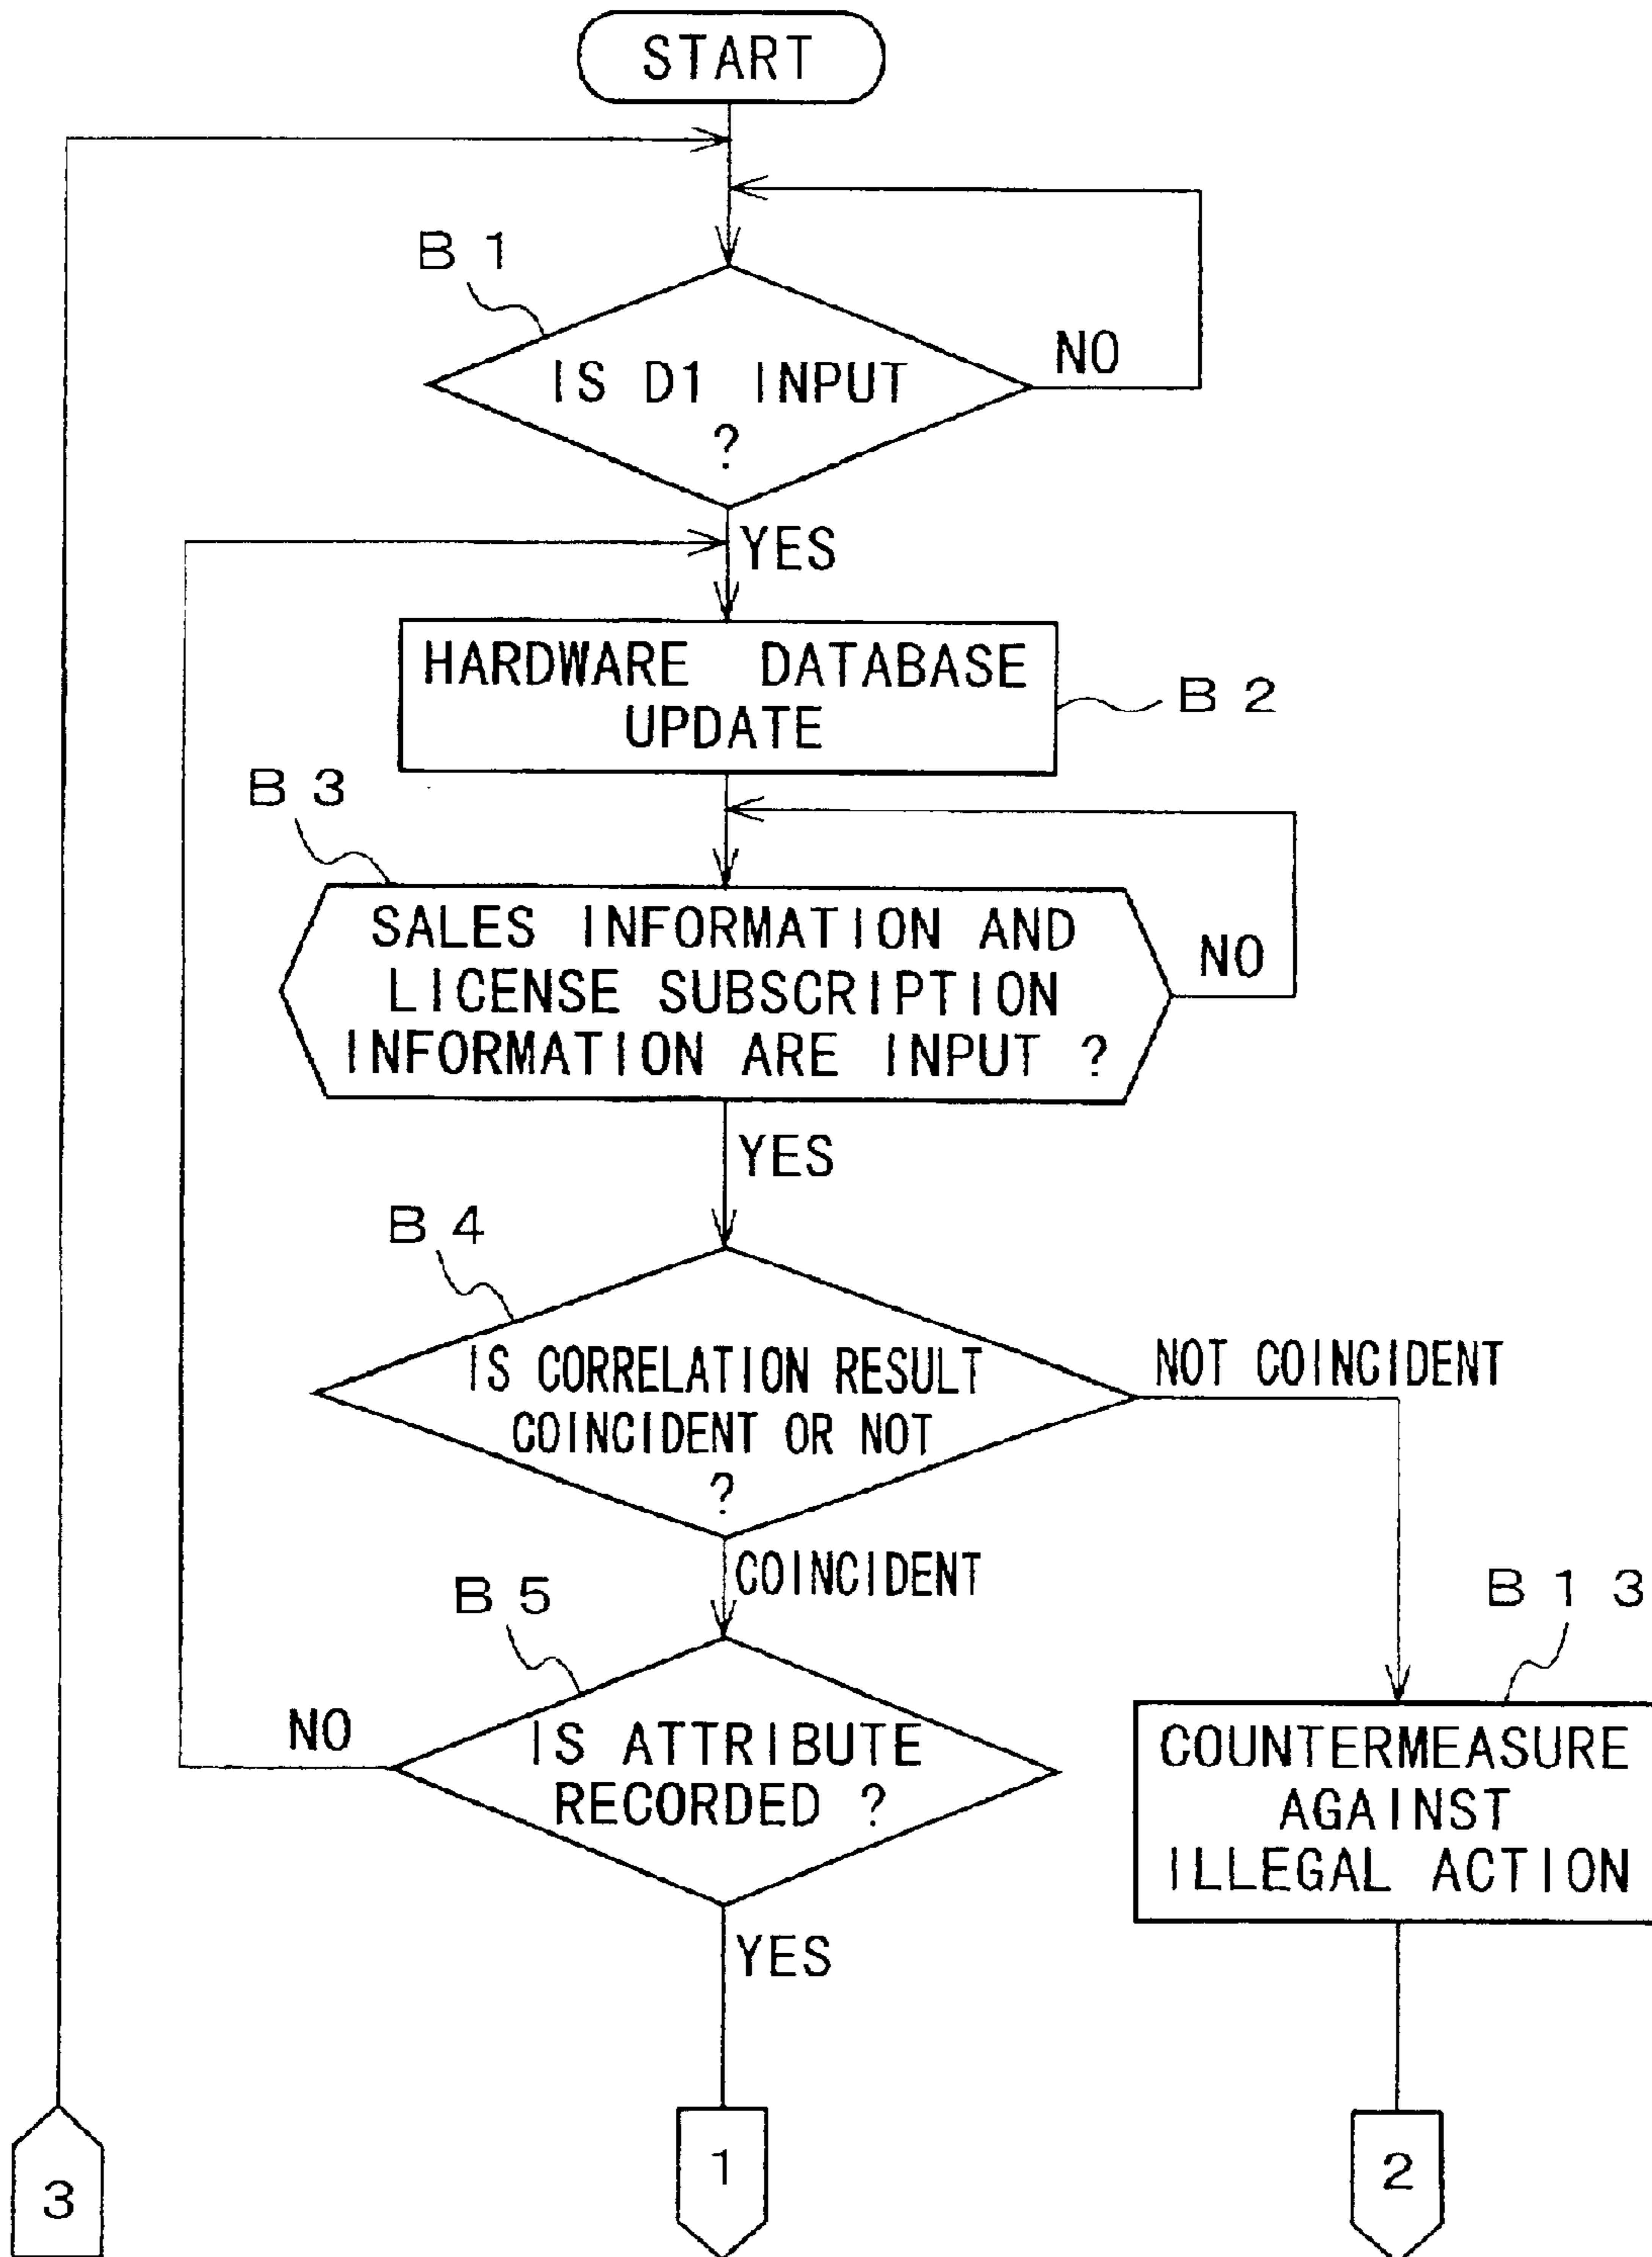 START
B 1
IS D1 INPUT
?
NO
YES
HARDWARE DATABASE
UPDATE
B 2
B 3
SALES INFORMATION AND
LICENSE SUBSCRIPTION
INFORMATION ARE INPUT ?
NO
YES
B 4
IS CORRELATION RESULT
COINCIDENT OR NOT
?
NOT COINCIDENT
COINCIDENT
B 5
IS ATTRIBUTE
RECORDED ?
NO
YES
B 1 3
COUNTERMEASURE
AGAINST
ILLEGAL ACTION
3
1
2